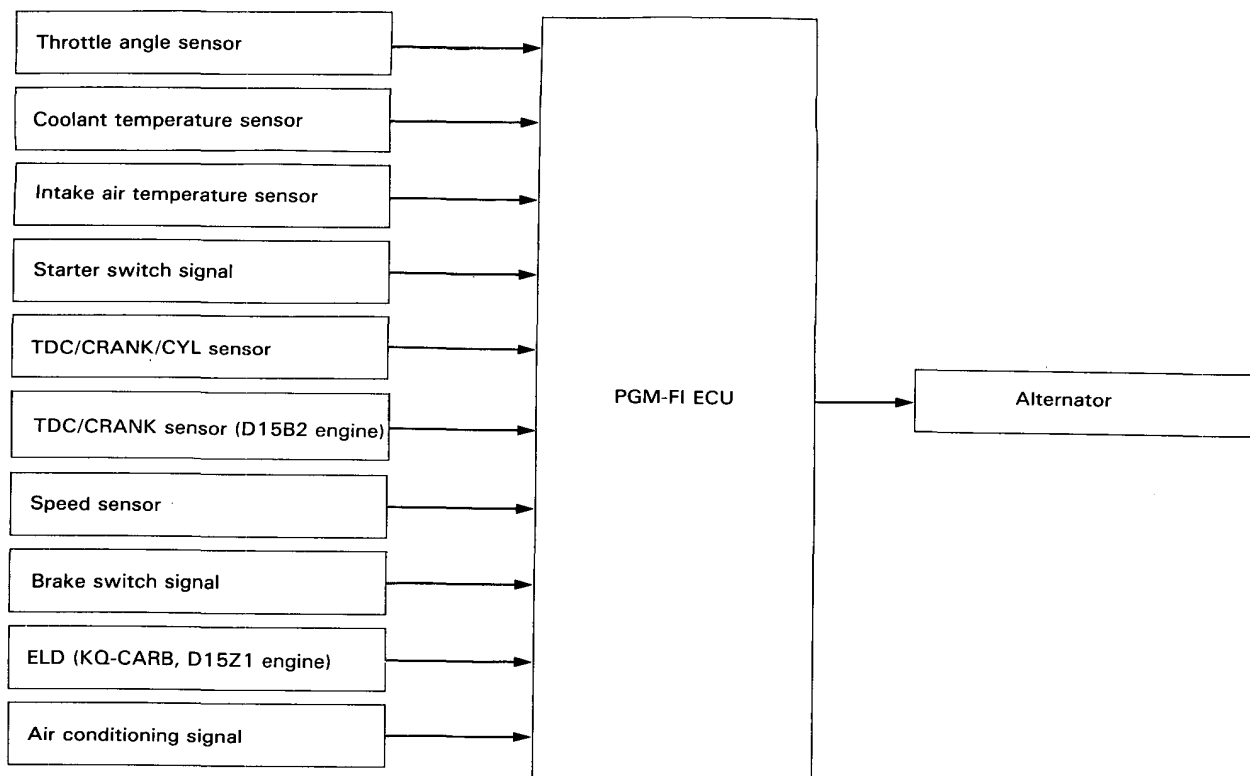 Throttle angle sensor
Coolant temperature sensor
Intake air temperature sensor
Starter switch signal
TDC/CRANK/CYL sensor
TDC/CRANK sensor (D15B2 engine)
Speed sensor
Brake switch signal
ELD (KQ-CARB, D15Z1 engine)
Air conditioning signal
PGM-FI ECU
Alternator